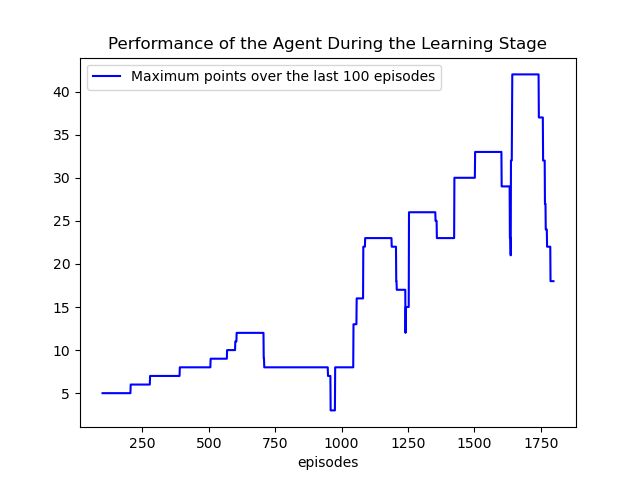 Performance of the Agent During the Learning Stage
Maximum points over the last 100 episodes
40
35
30
25
20
15
10
5
250 500 750 1000 1250 1500 1750
episodes